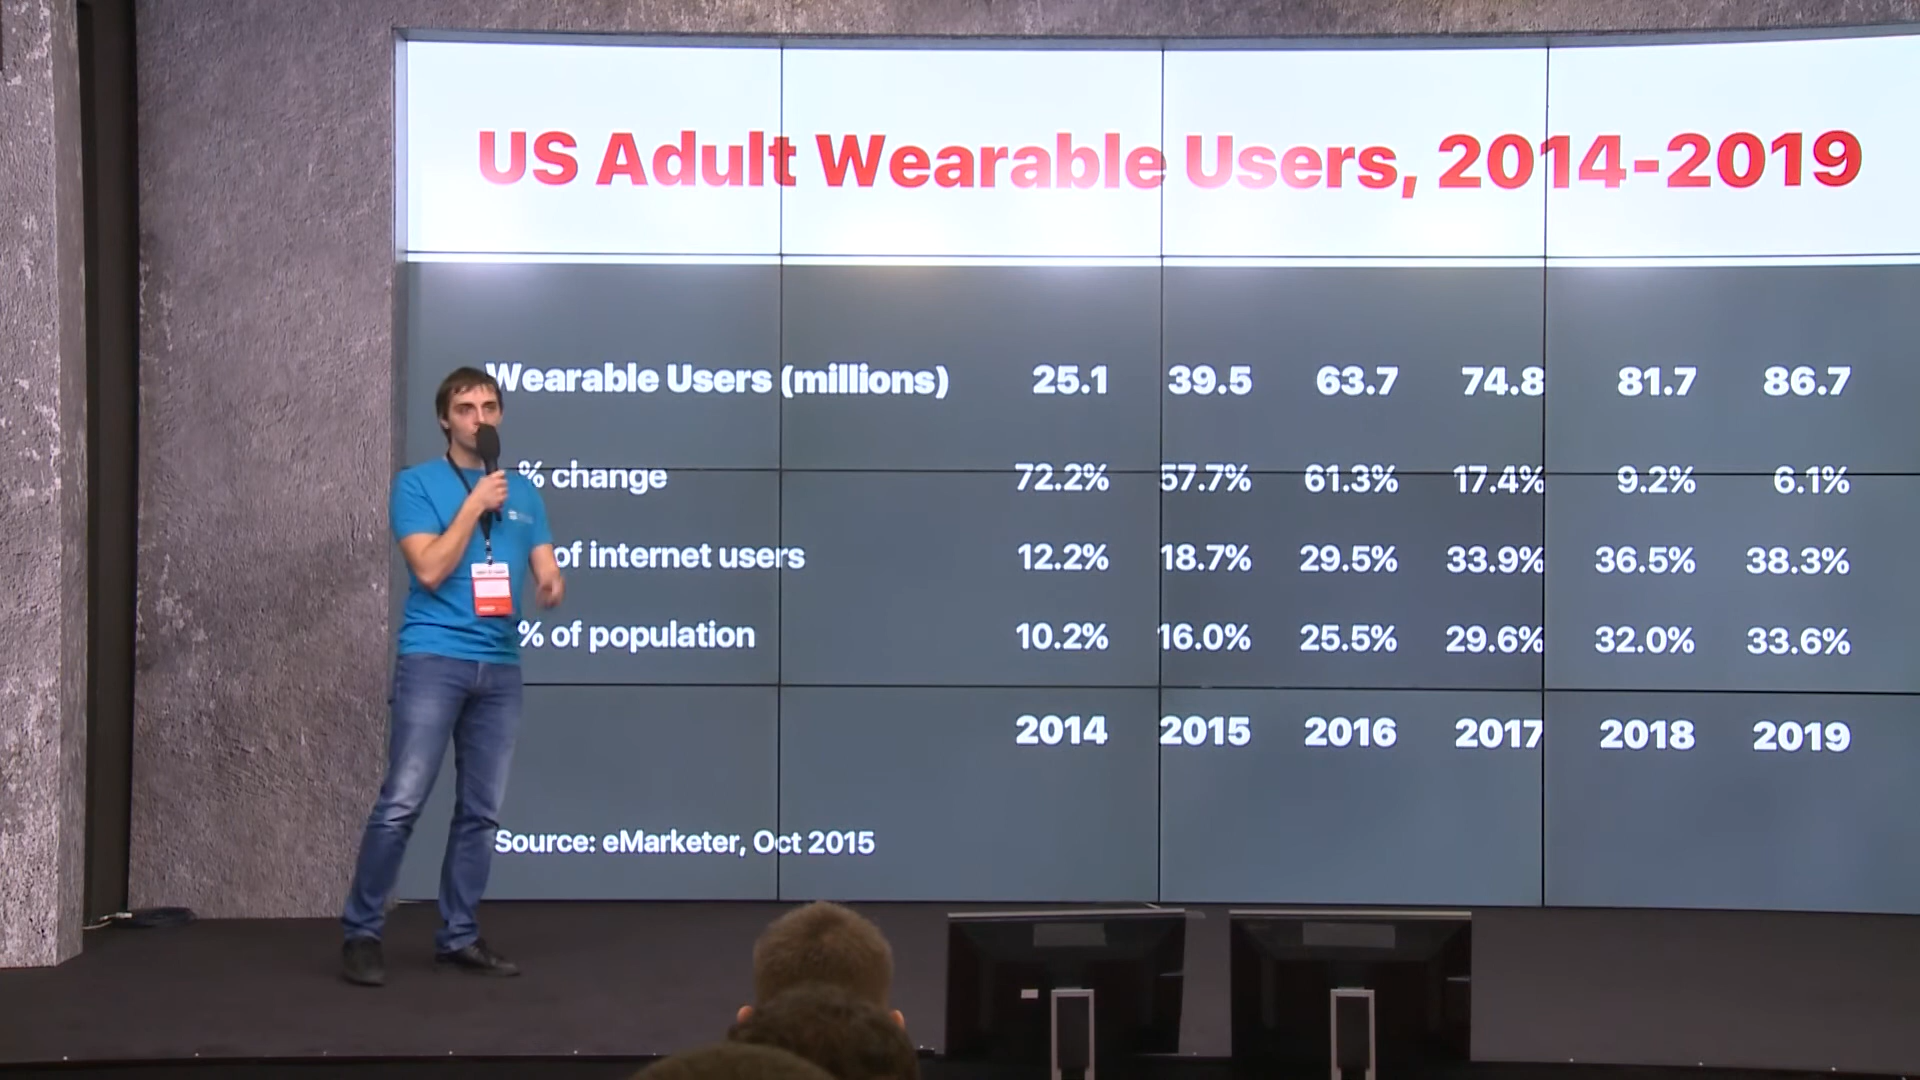 US Adult Wearable Users, 2014-2019
Wearable Users (millions) 25.1 39.5 63.7 74.8 81.7 86.7
% change 72.2% 57.7% 61.3% 17.4% 9.2% 6.1%
of internet users 12.2% 18.7% 29.5% 33.9% 36.5% 38.3%
% of population 10.2% 16.0% 25.5% 29.6% 32.0% 33.6%
2014 2015 2016 2017 2018 2019
Source: eMarketer, Oct 2015